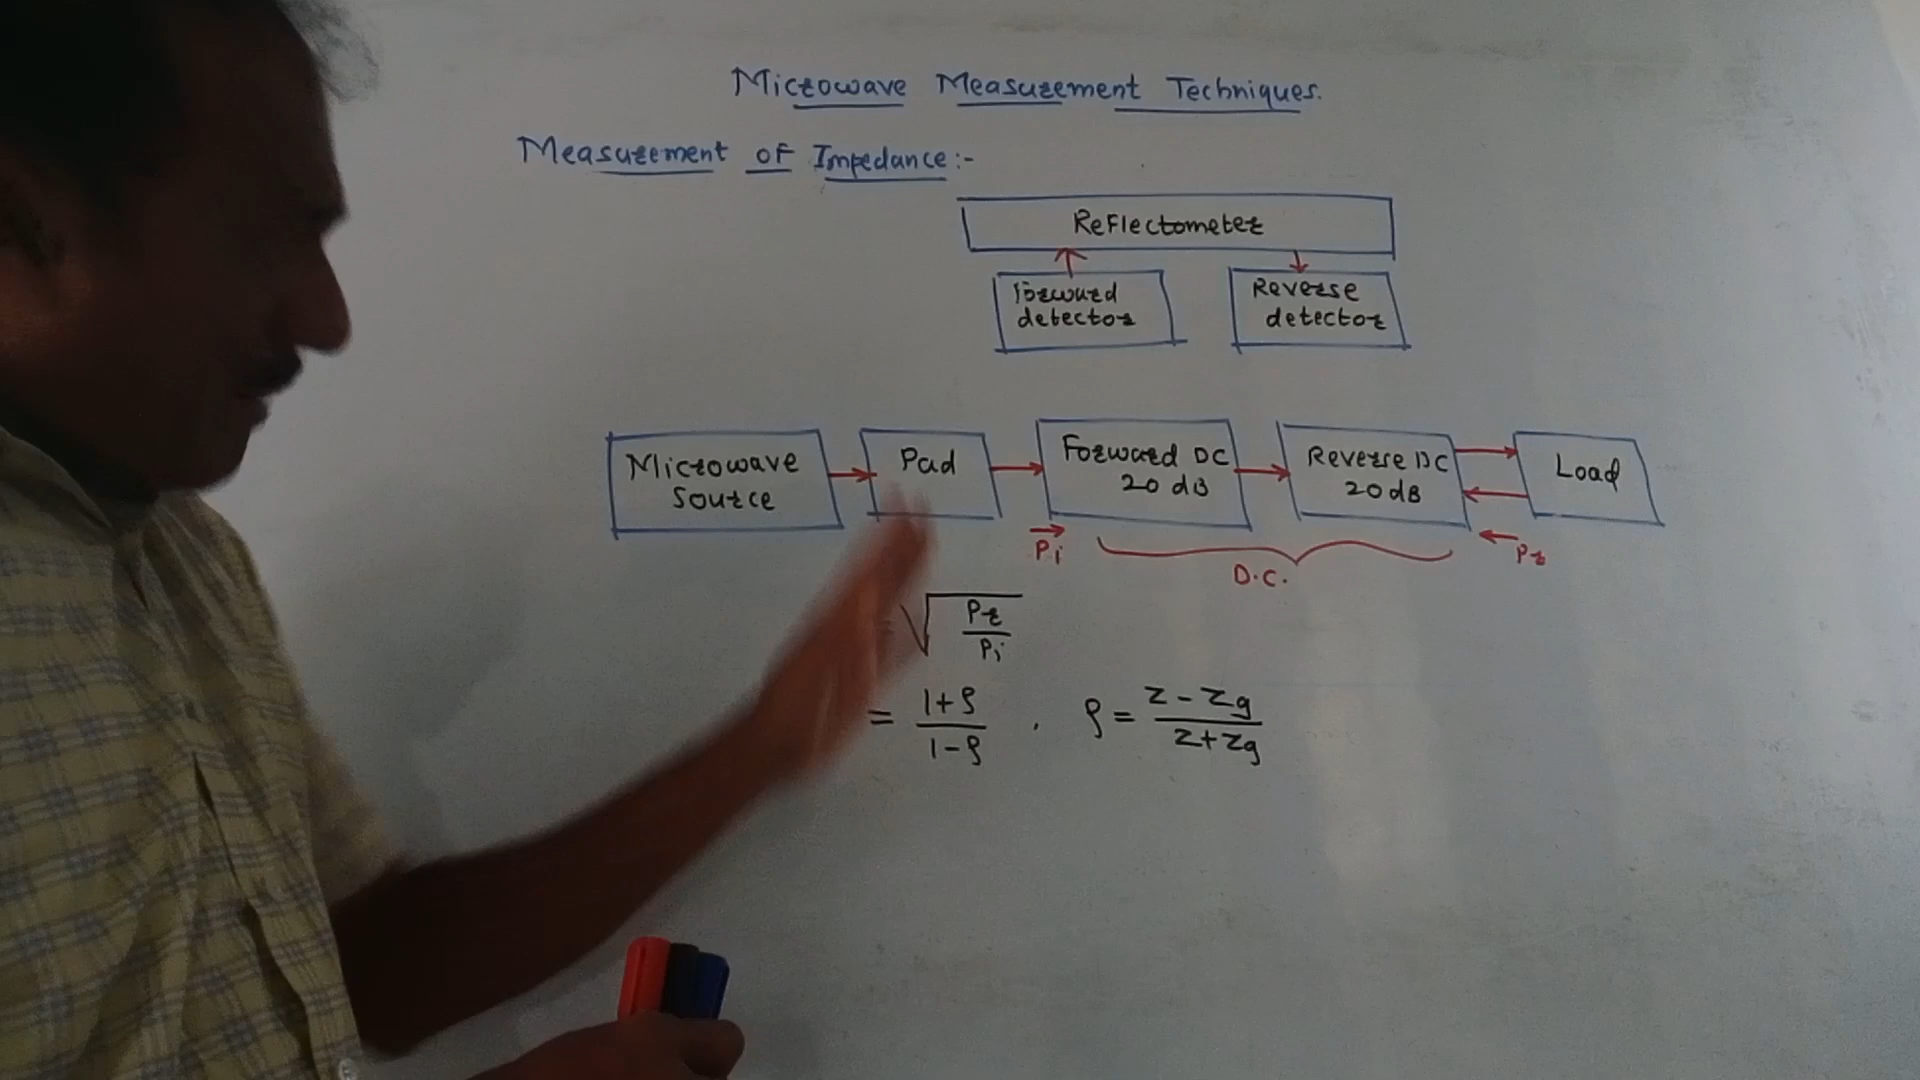 Microwave Measurement Techniques.
Measurement of Impedance:-
Reflectometer
Forward
detector
Reverse
detector
Microwave
Source
Pad
Forward DC
20 dB
Reverse DC
20 dB
Load
Pi
D.C.
Pr
= √(Pr/Pi)
= (1+ρ)/(1-ρ) , ρ = (Z-Zg)/(Z+Zg)